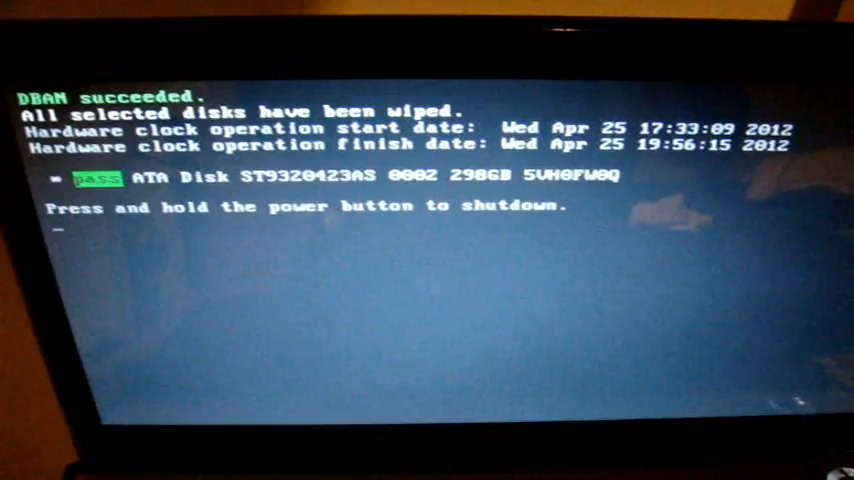 DBAN succeeded.
All selected disks have been wiped.
Hardware clock operation start date:  Wed Apr 25 17:33:09 2012
Hardware clock operation finish date: Wed Apr 25 19:56:15 2012
* pass ATA Disk ST9320423AS 0002 298GB 5VH0FW0Q
Press and hold the power button to shutdown.
_